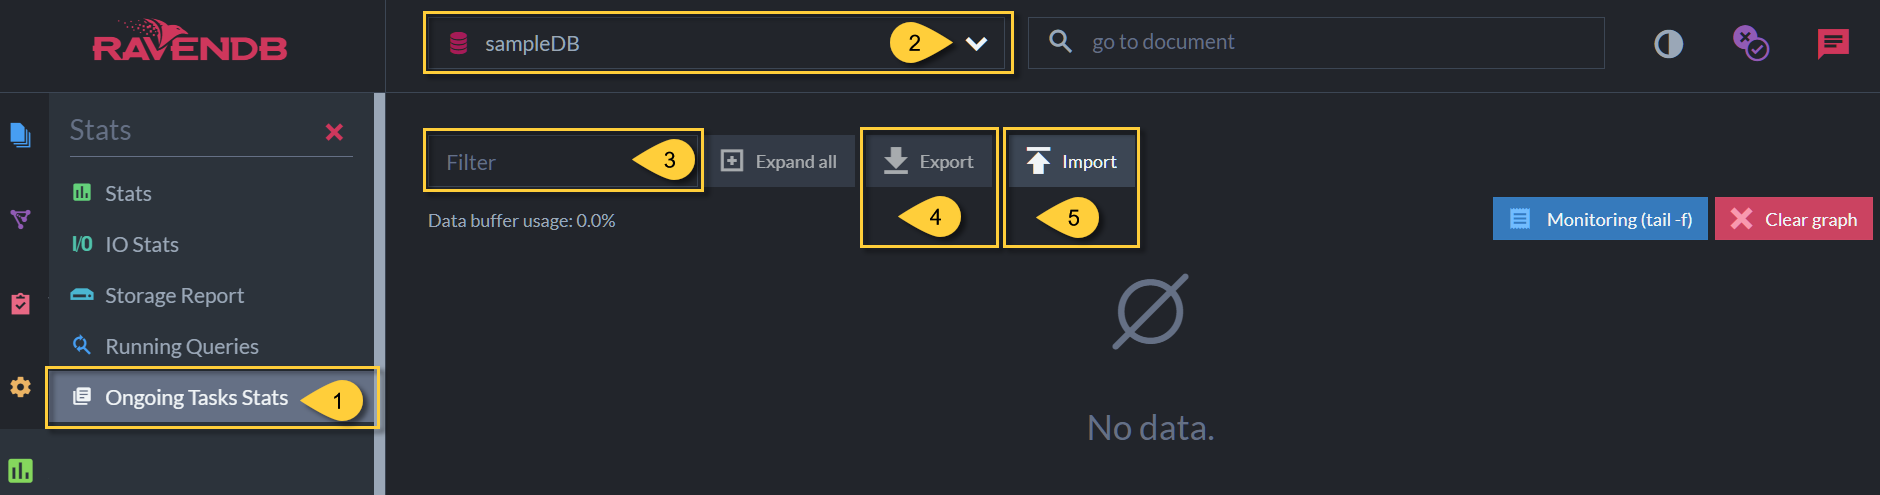 RAVENDB
sampleDB
2
go to document
Stats
Filter
3
Expand all
Export
Import
Stats
Data buffer usage: 0.0%
4
5
Monitoring (tail -f)
Clear graph
I/O IO Stats
Storage Report
Running Queries
Ongoing Tasks Stats
1
No data.